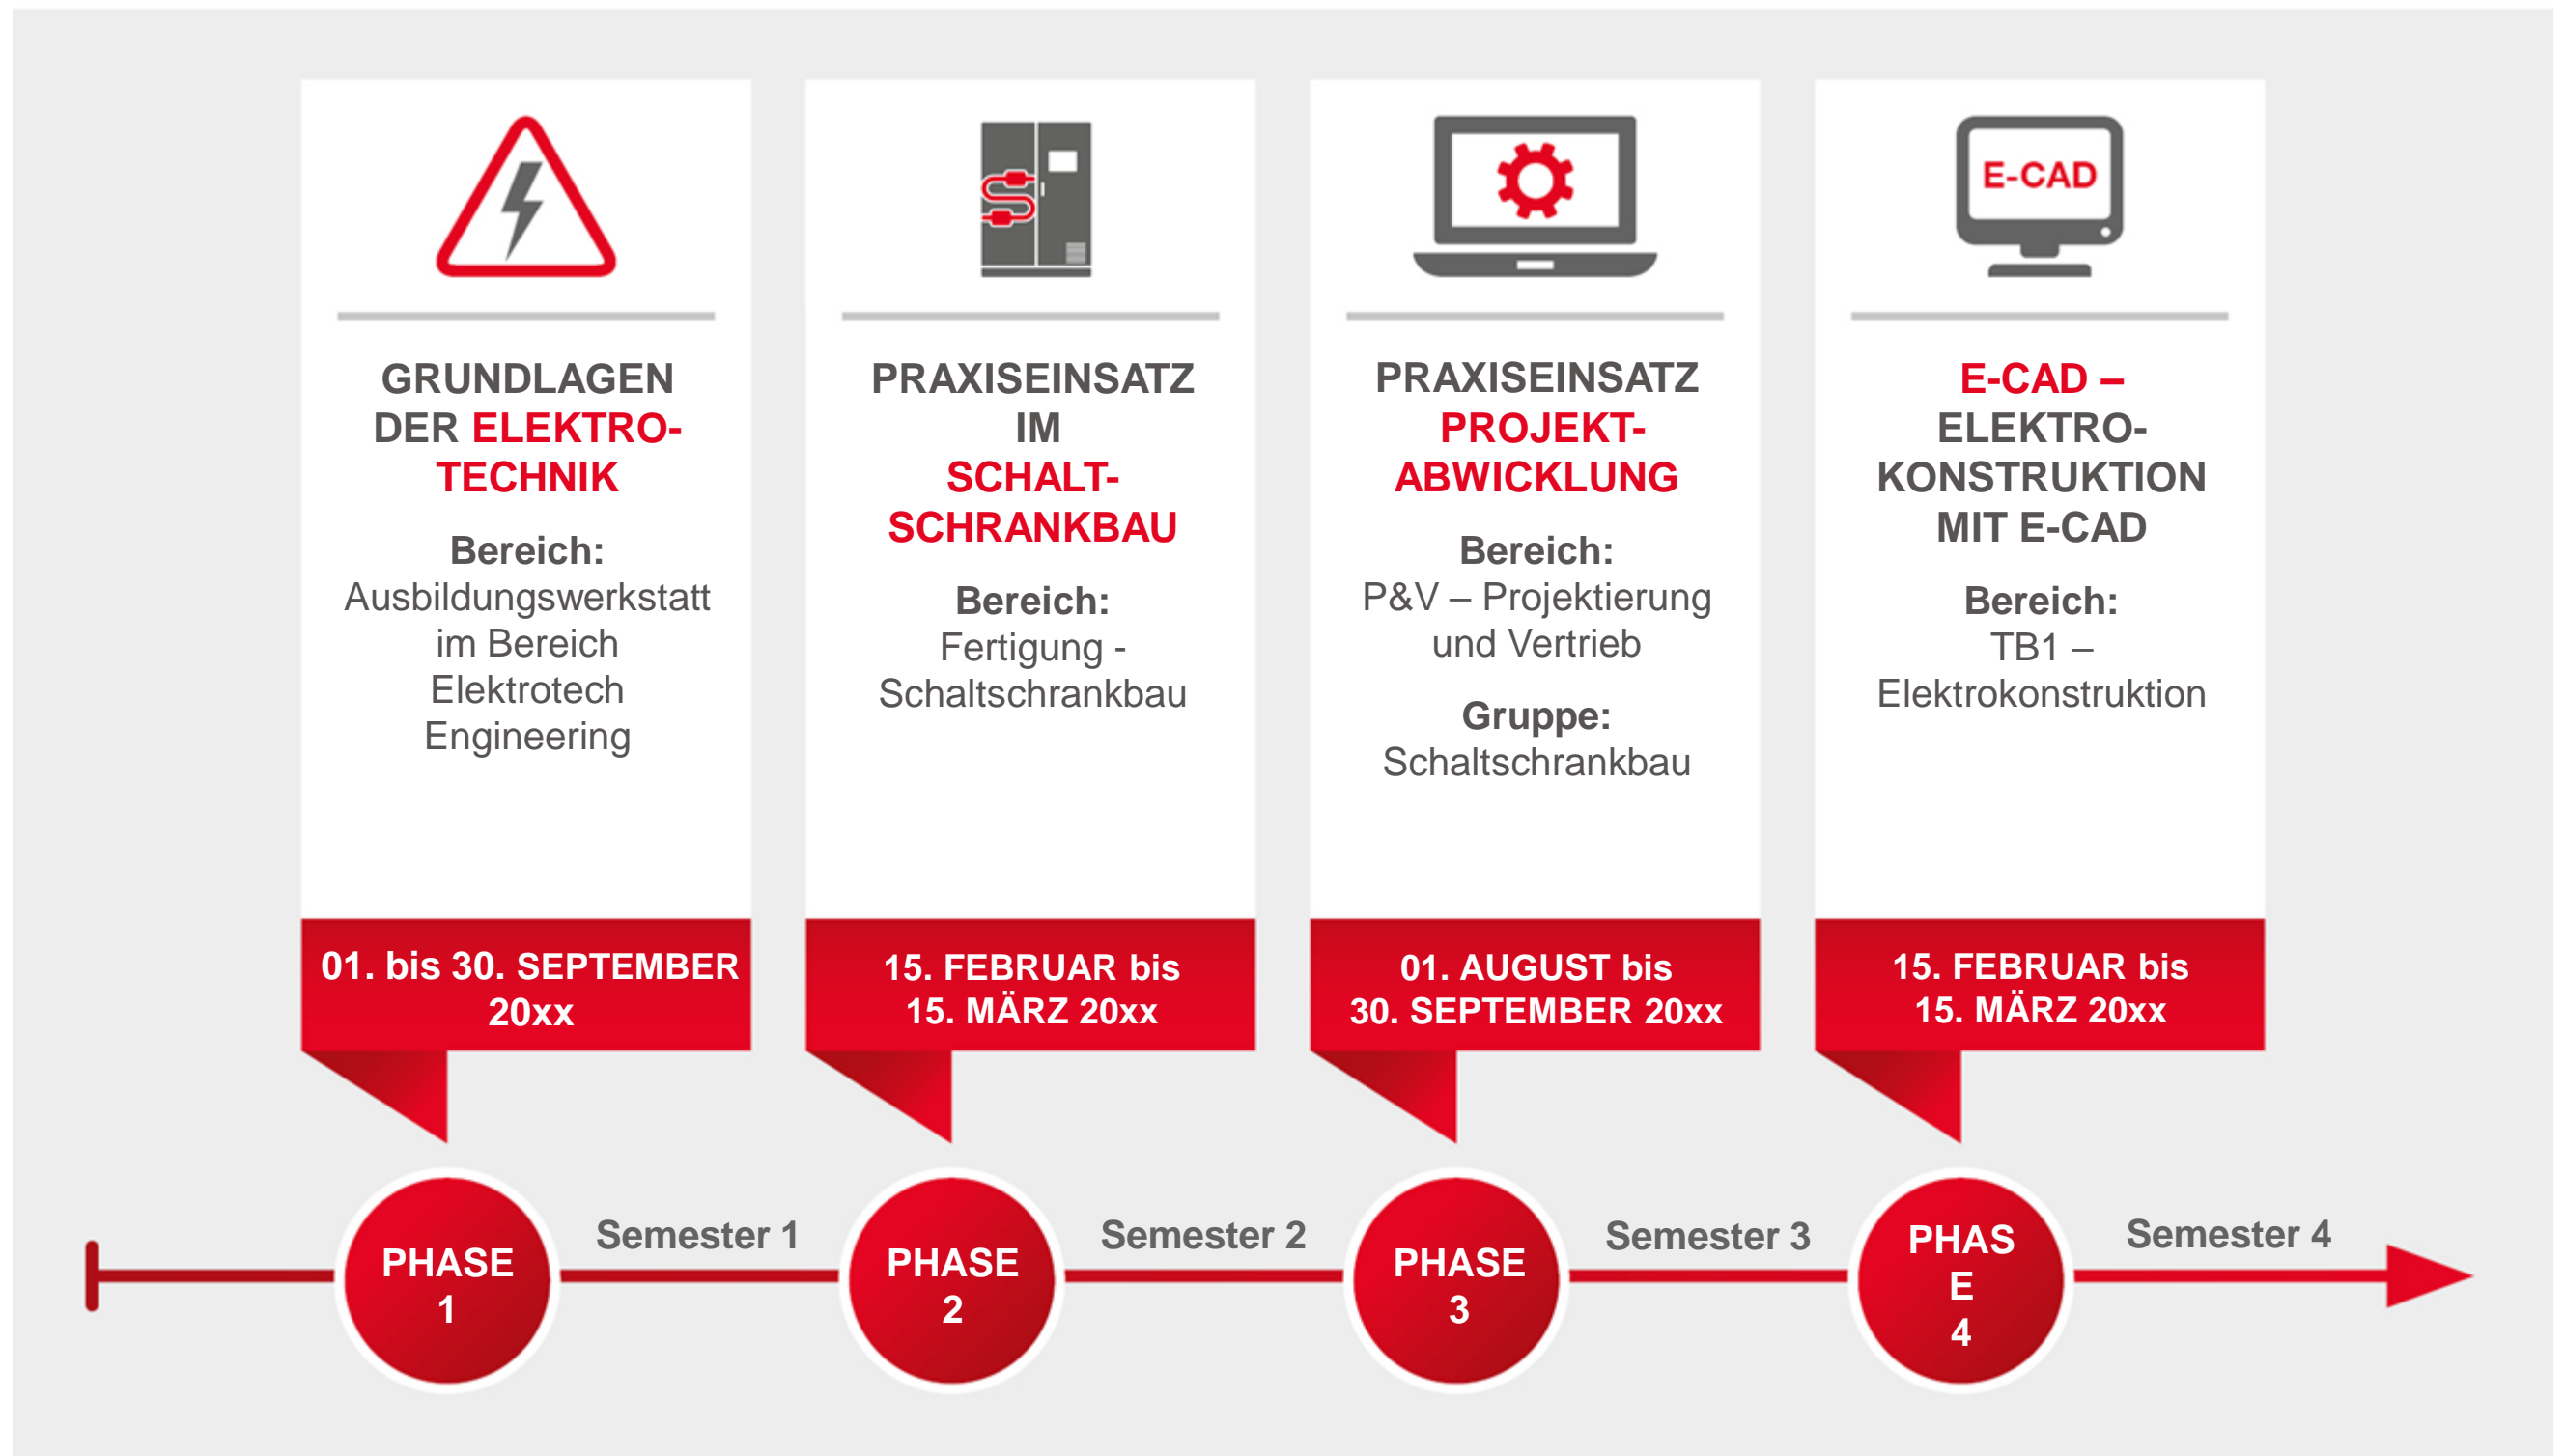 GRUNDLAGEN
DER ELEKTRO-
TECHNIK
Bereich:
Ausbildungswerkstatt
im Bereich
Elektrotech
Engineering
01. bis 30. SEPTEMBER
20xx
PRAXISEINSATZ
IM
SCHALT-
SCHRANKBAU
Bereich:
Fertigung -
Schaltschrankbau
15. FEBRUAR bis
15. MÄRZ 20xx
PRAXISEINSATZ
PROJEKT-
ABWICKLUNG
Bereich:
P&V – Projektierung
und Vertrieb
Gruppe:
Schaltschrankbau
01. AUGUST bis
30. SEPTEMBER 20xx
E-CAD
E-CAD –
ELEKTRO-
KONSTRUKTION
MIT E-CAD
Bereich:
TB1 –
Elektrokonstruktion
15. FEBRUAR bis
15. MÄRZ 20xx
PHASE
1
Semester 1
PHASE
2
Semester 2
PHASE
3
Semester 3
PHAS
E
4
Semester 4